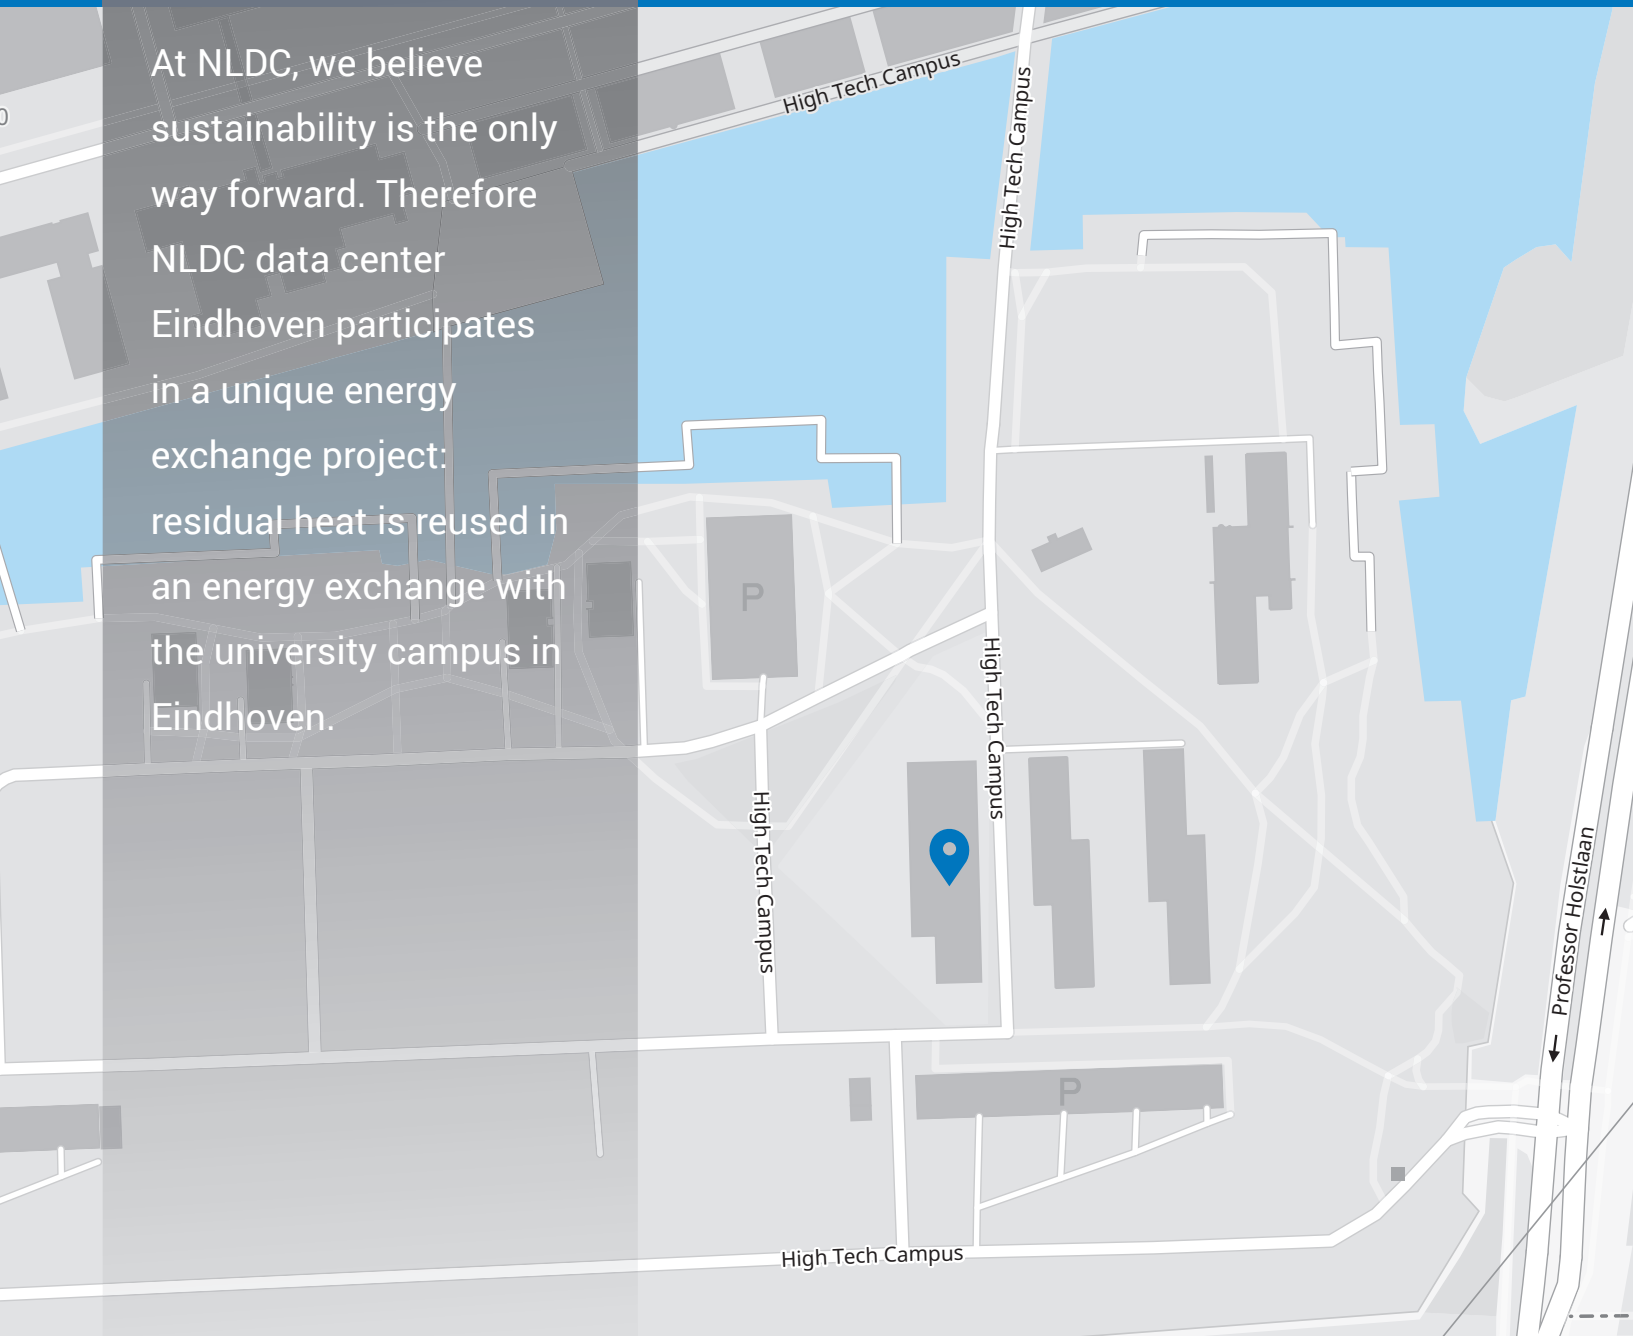 At NLDC, we believe
sustainability is the only
way forward. Therefore
NLDC data center
Eindhoven participates
in a unique energy
exchange project:
residual heat is reused in
an energy exchange with
the university campus in
Eindhoven.
High Tech Campus
High Tech Campus
0
P
High Tech Campus
High Tech Campus
Professor Holstlaan
P
High Tech Campus